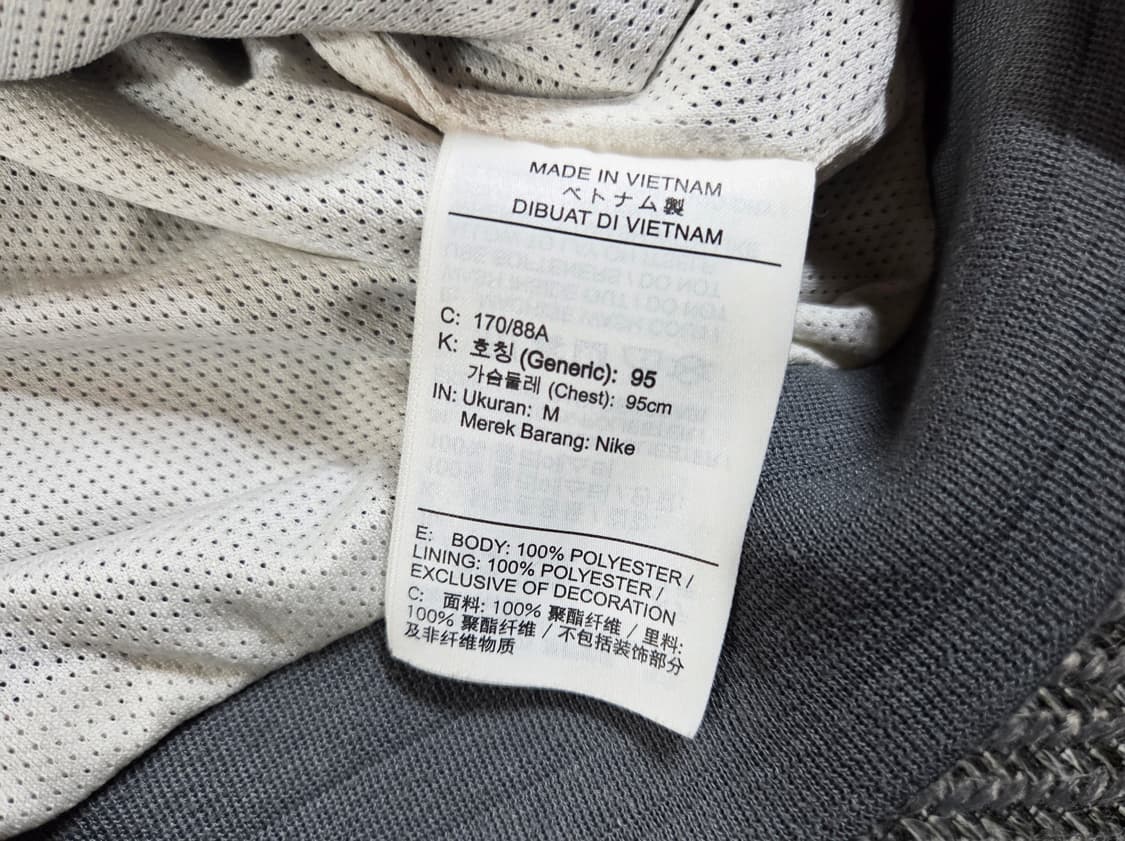 MADE IN VIETNAM
ベトナム製
DIBUAT DI VIETNAM
C: 170/88A
K: 호칭 (Generic): 95
가슴둘레 (Chest): 95cm
IN: Ukuran: M
Merek Barang: Nike
E: BODY: 100% POLYESTER /
LINING: 100% POLYESTER /
EXCLUSIVE OF DECORATION
C: 面料: 100% 聚酯纤维 / 里料:
100% 聚酯纤维 / 不包括装饰部分
及非纤维物质